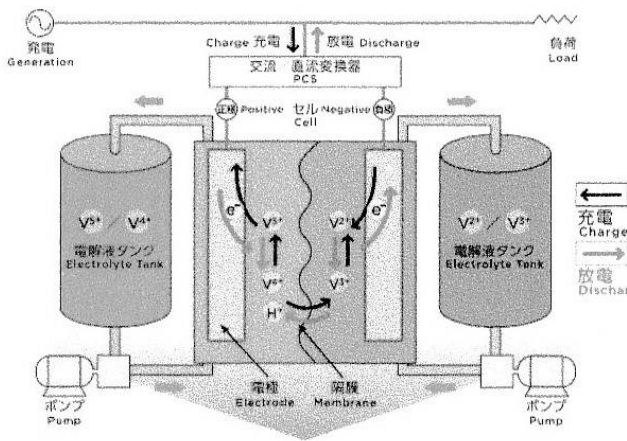 発電
Generation
Charge 充電
放電 Discharge
負荷
Load
交流 直流変換器
PCS
正極 Positive
セル
Cell
Negative 負極
V5+ / V4+
電解液タンク
Electrolyte Tank
e-
V5+
V4+
H+
V2+
V3+
e-
V2+ / V3+
電解液タンク
Electrolyte Tank
充電
Charge
放電
Dischar
ポンプ
Pump
電極
Electrode
隔膜
Membrane
ポンプ
Pump